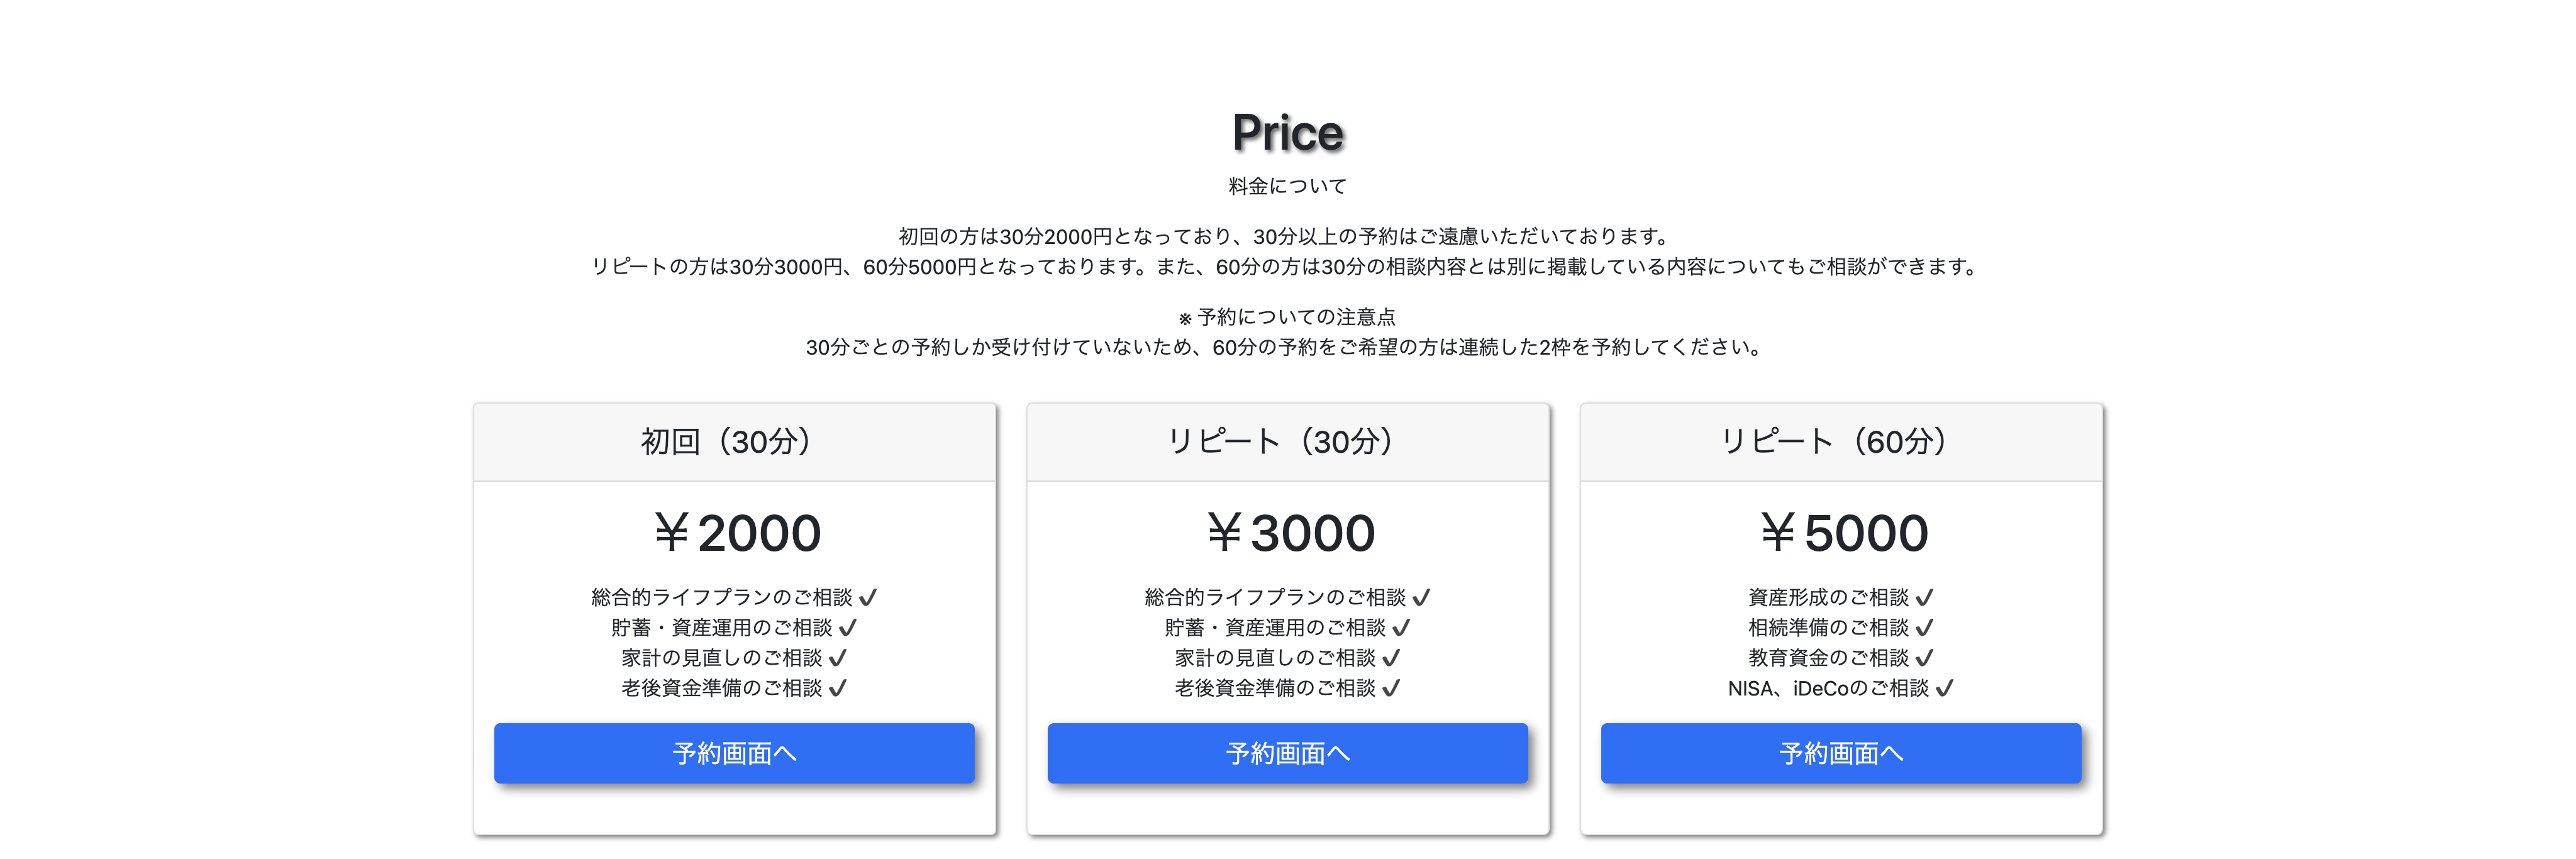 Price
料金について
初回の方は30分2000円となっており、30分以上の予約はご遠慮いただいております。
リピートの方は30分3000円、60分5000円となっております。また、60分の方は30分の相談内容とは別に掲載している内容についてもご相談ができます。
※ 予約についての注意点
30分ごとの予約しか受け付けていないため、60分の予約をご希望の方は連続した2枠を予約してください。
初回（30分）
￥2000
総合的ライフプランのご相談 ✔
貯蓄・資産運用のご相談 ✔
家計の見直しのご相談 ✔
老後資金準備のご相談 ✔
予約画面へ
リピート（30分）
￥3000
総合的ライフプランのご相談 ✔
貯蓄・資産運用のご相談 ✔
家計の見直しのご相談 ✔
老後資金準備のご相談 ✔
予約画面へ
リピート（60分）
￥5000
資産形成のご相談 ✔
相続準備のご相談 ✔
教育資金のご相談 ✔
NISA、iDeCoのご相談 ✔
予約画面へ